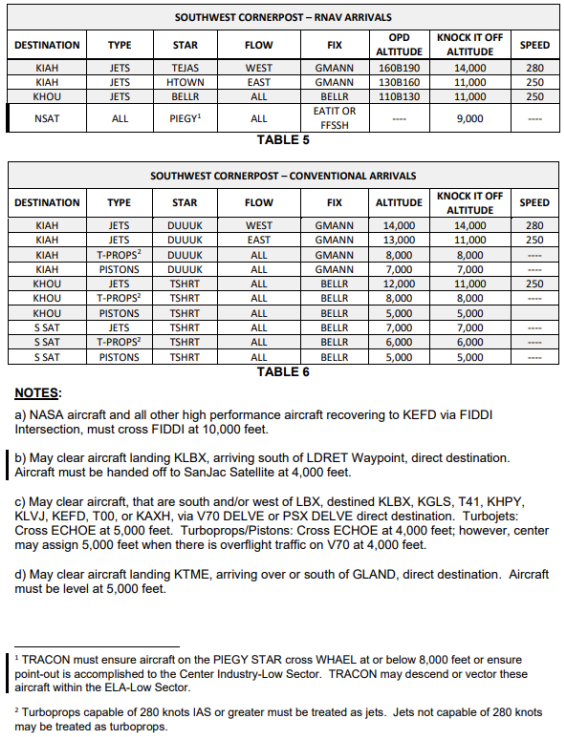 SOUTHWEST CORNERPOST – RNAV ARRIVALS
DESTINATION TYPE STAR FLOW FIX OPD ALTITUDE KNOCK IT OFF ALTITUDE SPEED
KIAH JETS TEJAS WEST GMANN 160B190 14,000 280
KIAH JETS HTOWN EAST GMANN 130B160 11,000 250
KHOU JETS BELLR ALL BELLR 110B130 11,000 250
NSAT ALL PIEGY¹ ALL EATIT OR FFSSH ---- 9,000 ----
TABLE 5
SOUTHWEST CORNERPOST – CONVENTIONAL ARRIVALS
DESTINATION TYPE STAR FLOW FIX ALTITUDE KNOCK IT OFF ALTITUDE SPEED
KIAH JETS DUUUK WEST GMANN 14,000 14,000 280
KIAH JETS DUUUK EAST GMANN 13,000 11,000 250
KIAH T-PROPS² DUUUK ALL GMANN 8,000 8,000 ----
KIAH PISTONS DUUUK ALL GMANN 7,000 7,000 ----
KHOU JETS TSHRT ALL BELLR 12,000 11,000 250
KHOU T-PROPS² TSHRT ALL BELLR 8,000 8,000 ----
KHOU PISTONS TSHRT ALL BELLR 5,000 5,000
S SAT JETS TSHRT ALL BELLR 7,000 7,000 ----
S SAT T-PROPS² TSHRT ALL BELLR 6,000 6,000 ----
S SAT PISTONS TSHRT ALL BELLR 5,000 5,000 ----
TABLE 6
NOTES:
a) NASA aircraft and all other high performance aircraft recovering to KEFD via FIDDI
Intersection, must cross FIDDI at 10,000 feet.
b) May clear aircraft landing KLBX, arriving south of LDRET Waypoint, direct destination.
Aircraft must be handed off to SanJac Satellite at 4,000 feet.
c) May clear aircraft, that are south and/or west of LBX, destined KLBX, KGLS, T41, KHPY,
KLVJ, KEFD, T00, or KAXH, via V70 DELVE or PSX DELVE direct destination. Turbojets:
Cross ECHOE at 5,000 feet. Turboprops/Pistons: Cross ECHOE at 4,000 feet; however, center
may assign 5,000 feet when there is overflight traffic on V70 at 4,000 feet.
d) May clear aircraft landing KTME, arriving over or south of GLAND, direct destination. Aircraft
must be level at 5,000 feet.
¹ TRACON must ensure aircraft on the PIEGY STAR cross WHAEL at or below 8,000 feet or ensure
point-out is accomplished to the Center Industry-Low Sector. TRACON may descend or vector these
aircraft within the ELA-Low Sector.
² Turboprops capable of 280 knots IAS or greater must be treated as jets. Jets not capable of 280 knots
may be treated as turboprops.